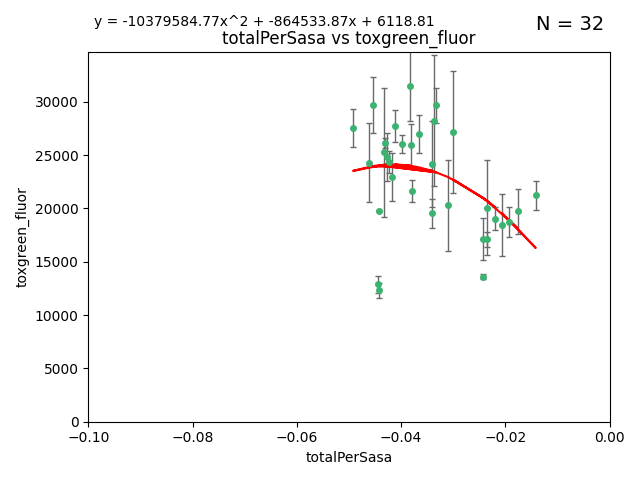 y = -10379584.77x^2 + -864533.87x + 6118.81
N = 32
totalPerSasa vs toxgreen_fluor
toxgreen_fluor
30000
25000
20000
15000
10000
5000
0
−0.10
−0.08
−0.06
−0.04
−0.02
0.00
totalPerSasa